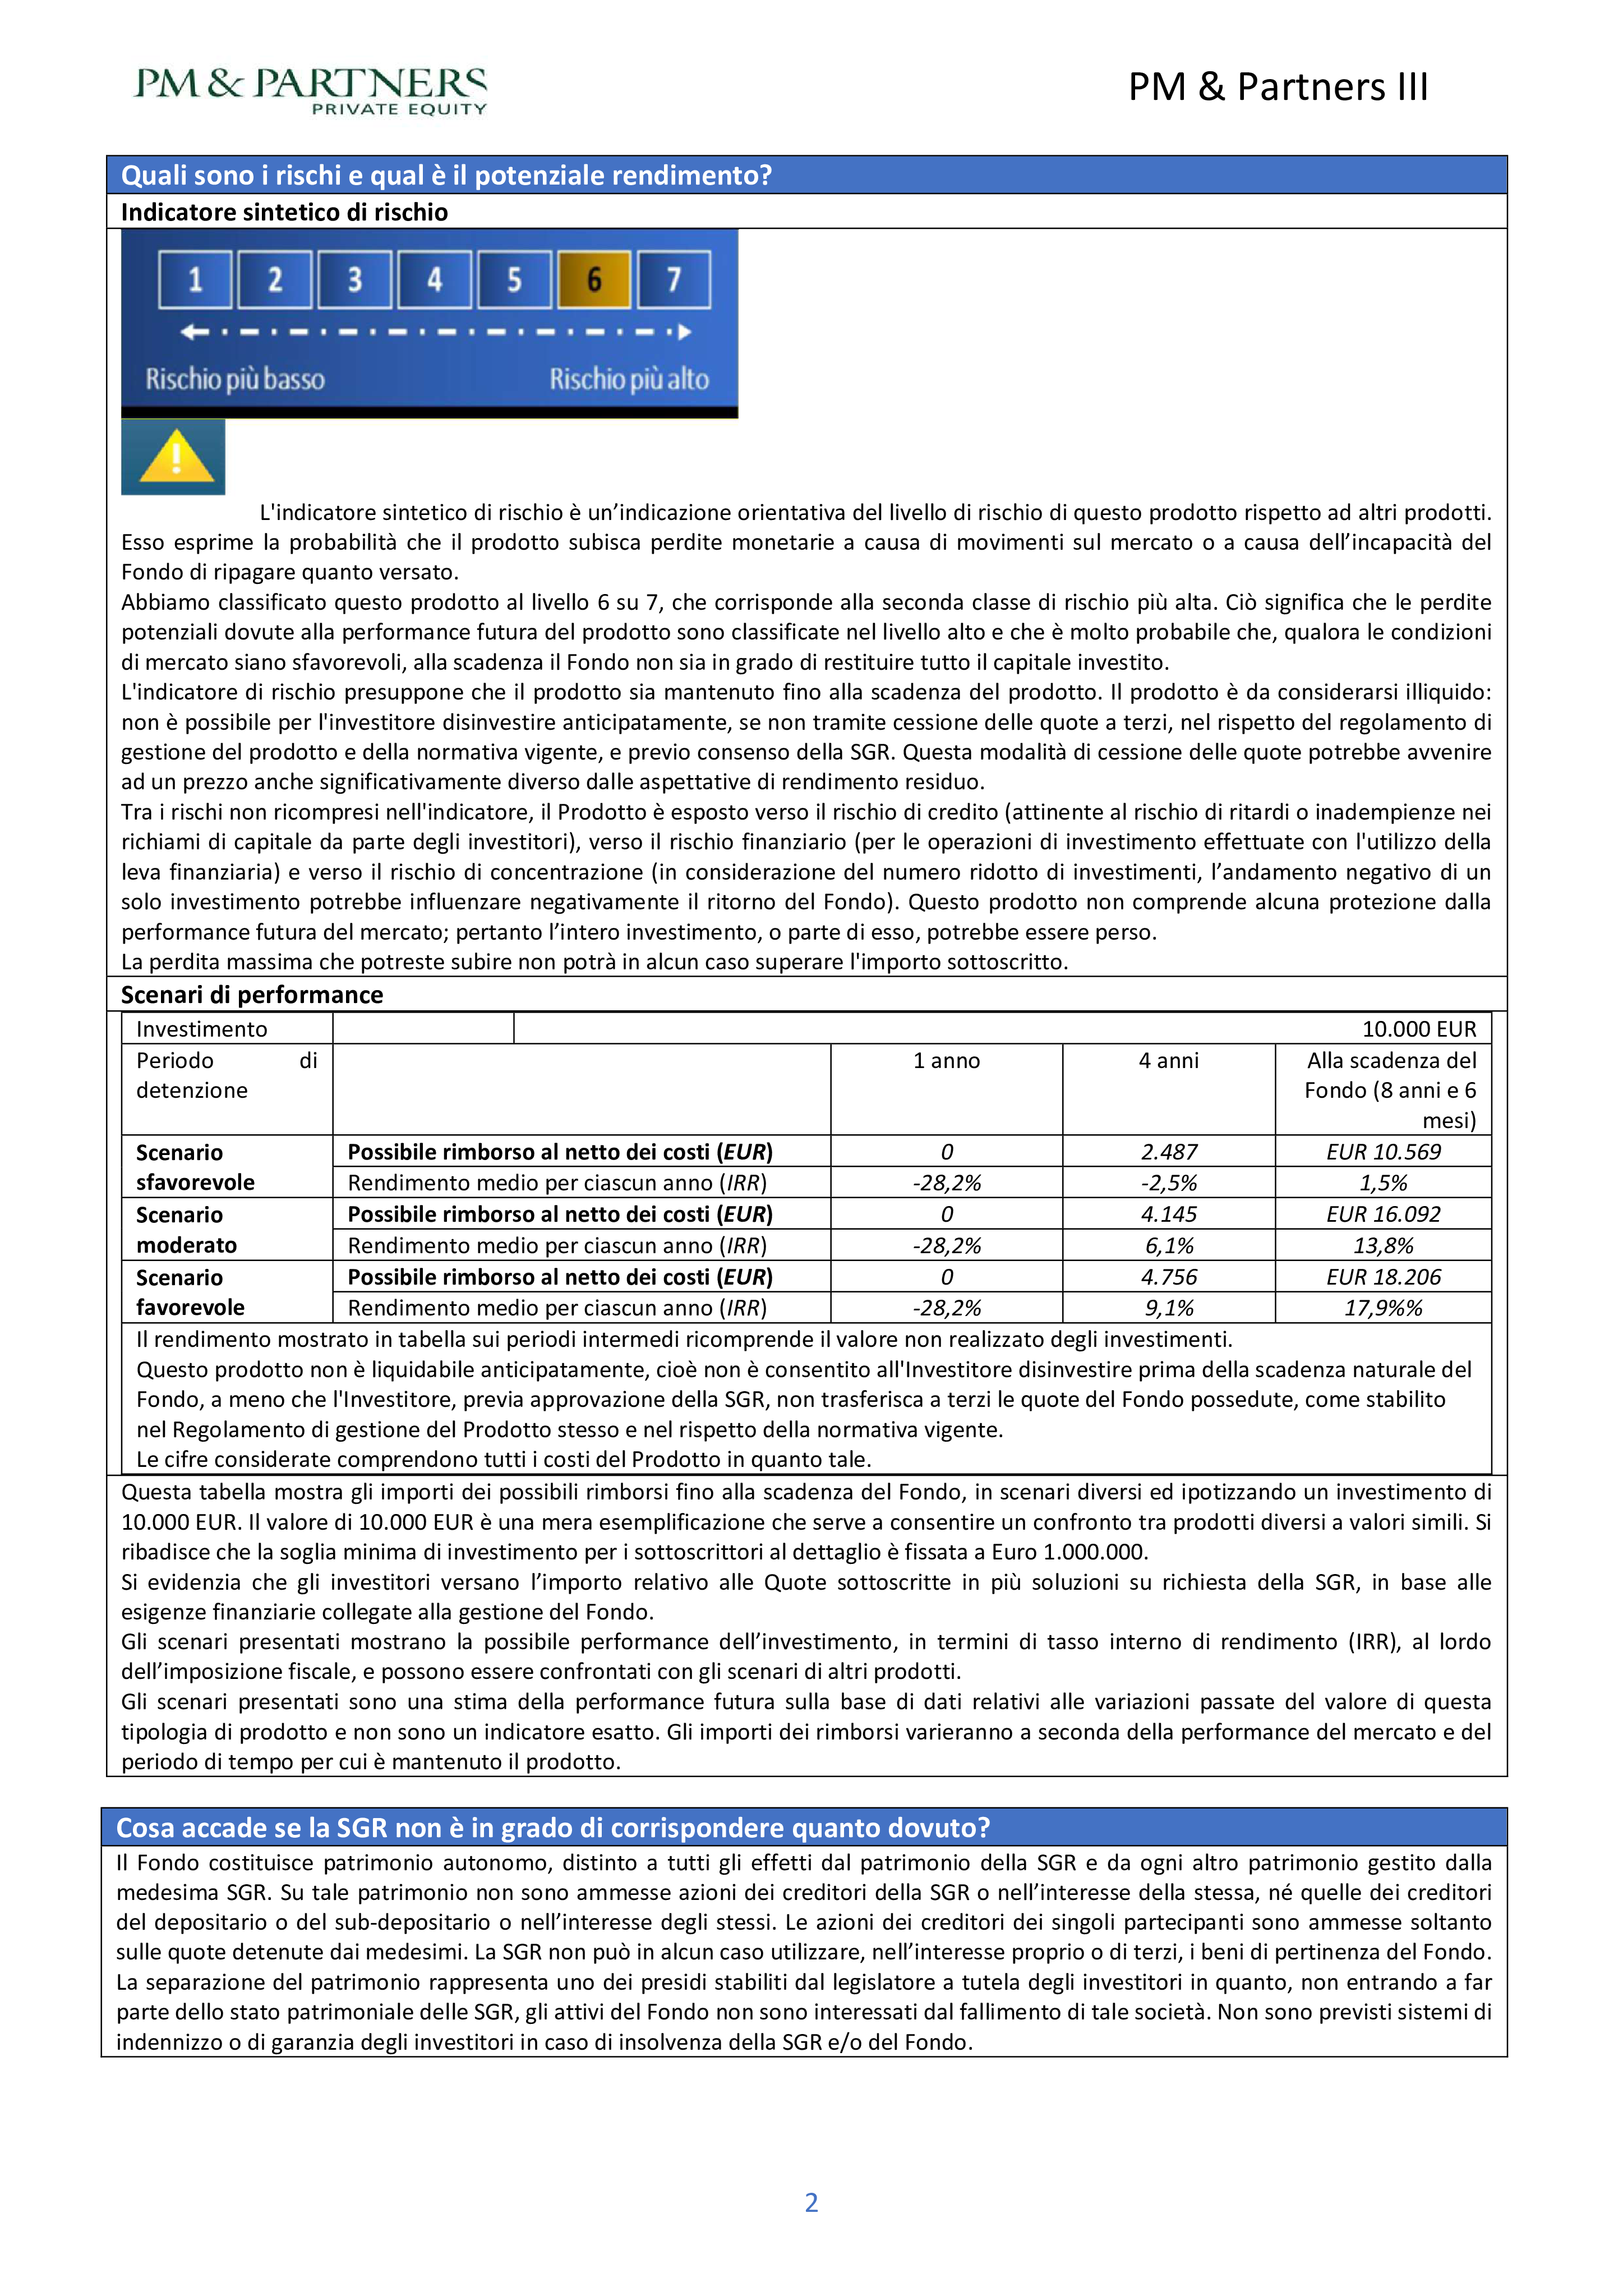 PM & PARTNERS
PRIVATE EQUITY
PM & Partners III
Quali sono i rischi e qual è il potenziale rendimento?
Indicatore sintetico di rischio
1 2 3 4 5 6 7
Rischio più basso Rischio più alto
L'indicatore sintetico di rischio è un’indicazione orientativa del livello di rischio di questo prodotto rispetto ad altri prodotti.
Esso esprime la probabilità che il prodotto subisca perdite monetarie a causa di movimenti sul mercato o a causa dell’incapacità del
Fondo di ripagare quanto versato.
Abbiamo classificato questo prodotto al livello 6 su 7, che corrisponde alla seconda classe di rischio più alta. Ciò significa che le perdite
potenziali dovute alla performance futura del prodotto sono classificate nel livello alto e che è molto probabile che, qualora le condizioni
di mercato siano sfavorevoli, alla scadenza il Fondo non sia in grado di restituire tutto il capitale investito.
L'indicatore di rischio presuppone che il prodotto sia mantenuto fino alla scadenza del prodotto. Il prodotto è da considerarsi illiquido:
non è possibile per l'investitore disinvestire anticipatamente, se non tramite cessione delle quote a terzi, nel rispetto del regolamento di
gestione del prodotto e della normativa vigente, e previo consenso della SGR. Questa modalità di cessione delle quote potrebbe avvenire
ad un prezzo anche significativamente diverso dalle aspettative di rendimento residuo.
Tra i rischi non ricompresi nell'indicatore, il Prodotto è esposto verso il rischio di credito (attinente al rischio di ritardi o inadempienze nei
richiami di capitale da parte degli investitori), verso il rischio finanziario (per le operazioni di investimento effettuate con l'utilizzo della
leva finanziaria) e verso il rischio di concentrazione (in considerazione del numero ridotto di investimenti, l’andamento negativo di un
solo investimento potrebbe influenzare negativamente il ritorno del Fondo). Questo prodotto non comprende alcuna protezione dalla
performance futura del mercato; pertanto l’intero investimento, o parte di esso, potrebbe essere perso.
La perdita massima che potreste subire non potrà in alcun caso superare l'importo sottoscritto.
Scenari di performance
Investimento 10.000 EUR
Periodo di 1 anno 4 anni Alla scadenza del
detenzione Fondo (8 anni e 6
mesi)
Scenario Possibile rimborso al netto dei costi (EUR) 0 2.487 EUR 10.569
sfavorevole Rendimento medio per ciascun anno (IRR) -28,2% -2,5% 1,5%
Scenario Possibile rimborso al netto dei costi (EUR) 0 4.145 EUR 16.092
moderato Rendimento medio per ciascun anno (IRR) -28,2% 6,1% 13,8%
Scenario Possibile rimborso al netto dei costi (EUR) 0 4.756 EUR 18.206
favorevole Rendimento medio per ciascun anno (IRR) -28,2% 9,1% 17,9%%
Il rendimento mostrato in tabella sui periodi intermedi ricomprende il valore non realizzato degli investimenti.
Questo prodotto non è liquidabile anticipatamente, cioè non è consentito all'Investitore disinvestire prima della scadenza naturale del
Fondo, a meno che l'Investitore, previa approvazione della SGR, non trasferisca a terzi le quote del Fondo possedute, come stabilito
nel Regolamento di gestione del Prodotto stesso e nel rispetto della normativa vigente.
Le cifre considerate comprendono tutti i costi del Prodotto in quanto tale.
Questa tabella mostra gli importi dei possibili rimborsi fino alla scadenza del Fondo, in scenari diversi ed ipotizzando un investimento di
10.000 EUR. Il valore di 10.000 EUR è una mera esemplificazione che serve a consentire un confronto tra prodotti diversi a valori simili. Si
ribadisce che la soglia minima di investimento per i sottoscrittori al dettaglio è fissata a Euro 1.000.000.
Si evidenzia che gli investitori versano l’importo relativo alle Quote sottoscritte in più soluzioni su richiesta della SGR, in base alle
esigenze finanziarie collegate alla gestione del Fondo.
Gli scenari presentati mostrano la possibile performance dell’investimento, in termini di tasso interno di rendimento (IRR), al lordo
dell’imposizione fiscale, e possono essere confrontati con gli scenari di altri prodotti.
Gli scenari presentati sono una stima della performance futura sulla base di dati relativi alle variazioni passate del valore di questa
tipologia di prodotto e non sono un indicatore esatto. Gli importi dei rimborsi varieranno a seconda della performance del mercato e del
periodo di tempo per cui è mantenuto il prodotto.
Cosa accade se la SGR non è in grado di corrispondere quanto dovuto?
Il Fondo costituisce patrimonio autonomo, distinto a tutti gli effetti dal patrimonio della SGR e da ogni altro patrimonio gestito dalla
medesima SGR. Su tale patrimonio non sono ammesse azioni dei creditori della SGR o nell’interesse della stessa, né quelle dei creditori
del depositario o del sub-depositario o nell’interesse degli stessi. Le azioni dei creditori dei singoli partecipanti sono ammesse soltanto
sulle quote detenute dai medesimi. La SGR non può in alcun caso utilizzare, nell’interesse proprio o di terzi, i beni di pertinenza del Fondo.
La separazione del patrimonio rappresenta uno dei presidi stabiliti dal legislatore a tutela degli investitori in quanto, non entrando a far
parte dello stato patrimoniale delle SGR, gli attivi del Fondo non sono interessati dal fallimento di tale società. Non sono previsti sistemi di
indennizzo o di garanzia degli investitori in caso di insolvenza della SGR e/o del Fondo.
2